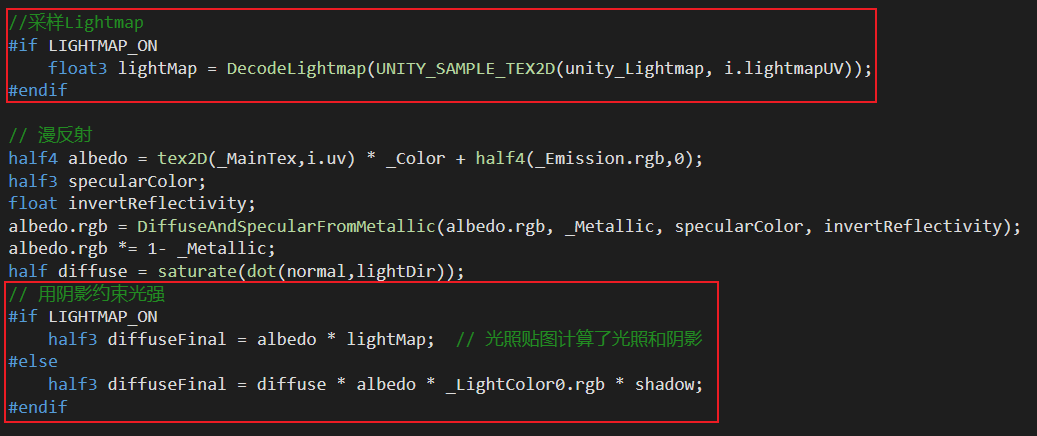 //采样Lightmap
#if LIGHTMAP_ON
    float3 lightMap = DecodeLightmap(UNITY_SAMPLE_TEX2D(unity_Lightmap, i.lightmapUV));
#endif

// 漫反射
half4 albedo = tex2D(_MainTex,i.uv) * _Color + half4(_Emission.rgb,0);
half3 specularColor;
float invertReflectivity;
albedo.rgb = DiffuseAndSpecularFromMetallic(albedo.rgb, _Metallic, specularColor, invertReflectivity);
albedo.rgb *= 1- _Metallic;
half diffuse = saturate(dot(normal,lightDir));
// 用阴影约束光强
#if LIGHTMAP_ON
    half3 diffuseFinal = albedo * lightMap;  // 光照贴图计算了光照和阴影
#else
    half3 diffuseFinal = diffuse * albedo * _LightColor0.rgb * shadow;
#endif